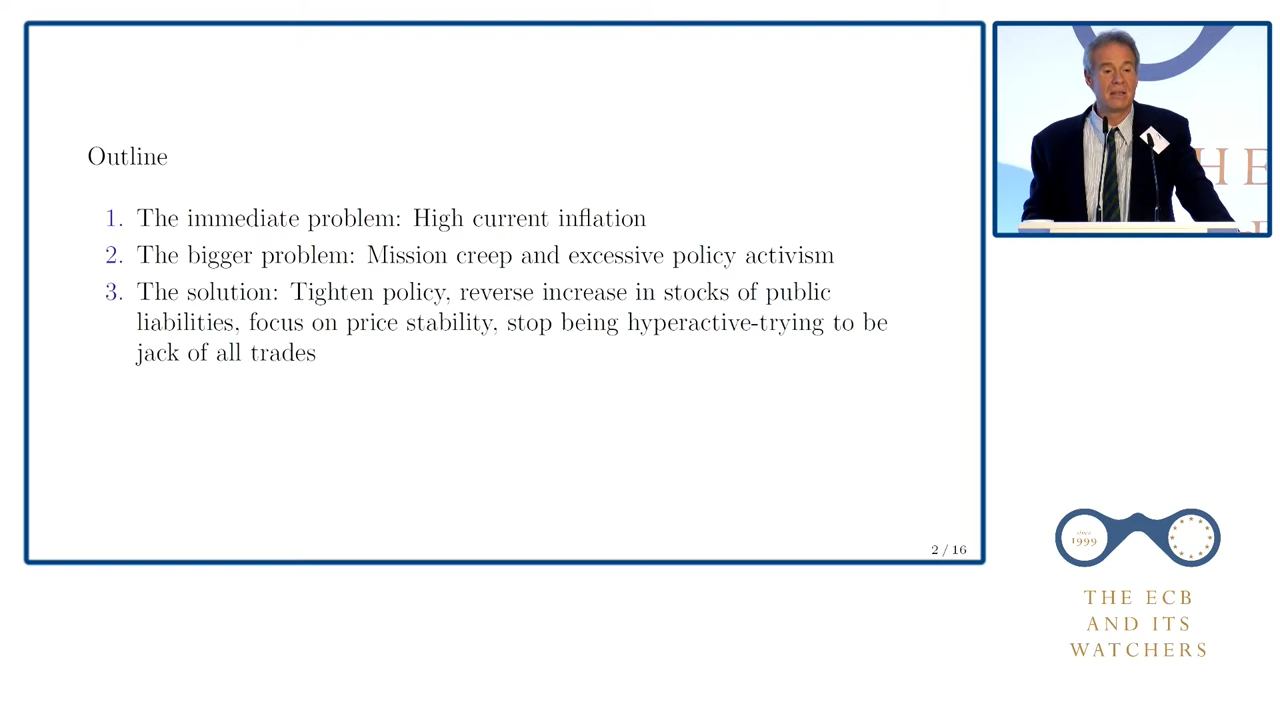 Outline
1. The immediate problem: High current inflation
2. The bigger problem: Mission creep and excessive policy activism
3. The solution: Tighten policy, reverse increase in stocks of public
liabilities, focus on price stability, stop being hyperactive-trying to be
jack of all trades
2 / 16
HE
E
since
1999
THE ECB
AND ITS
WATCHERS